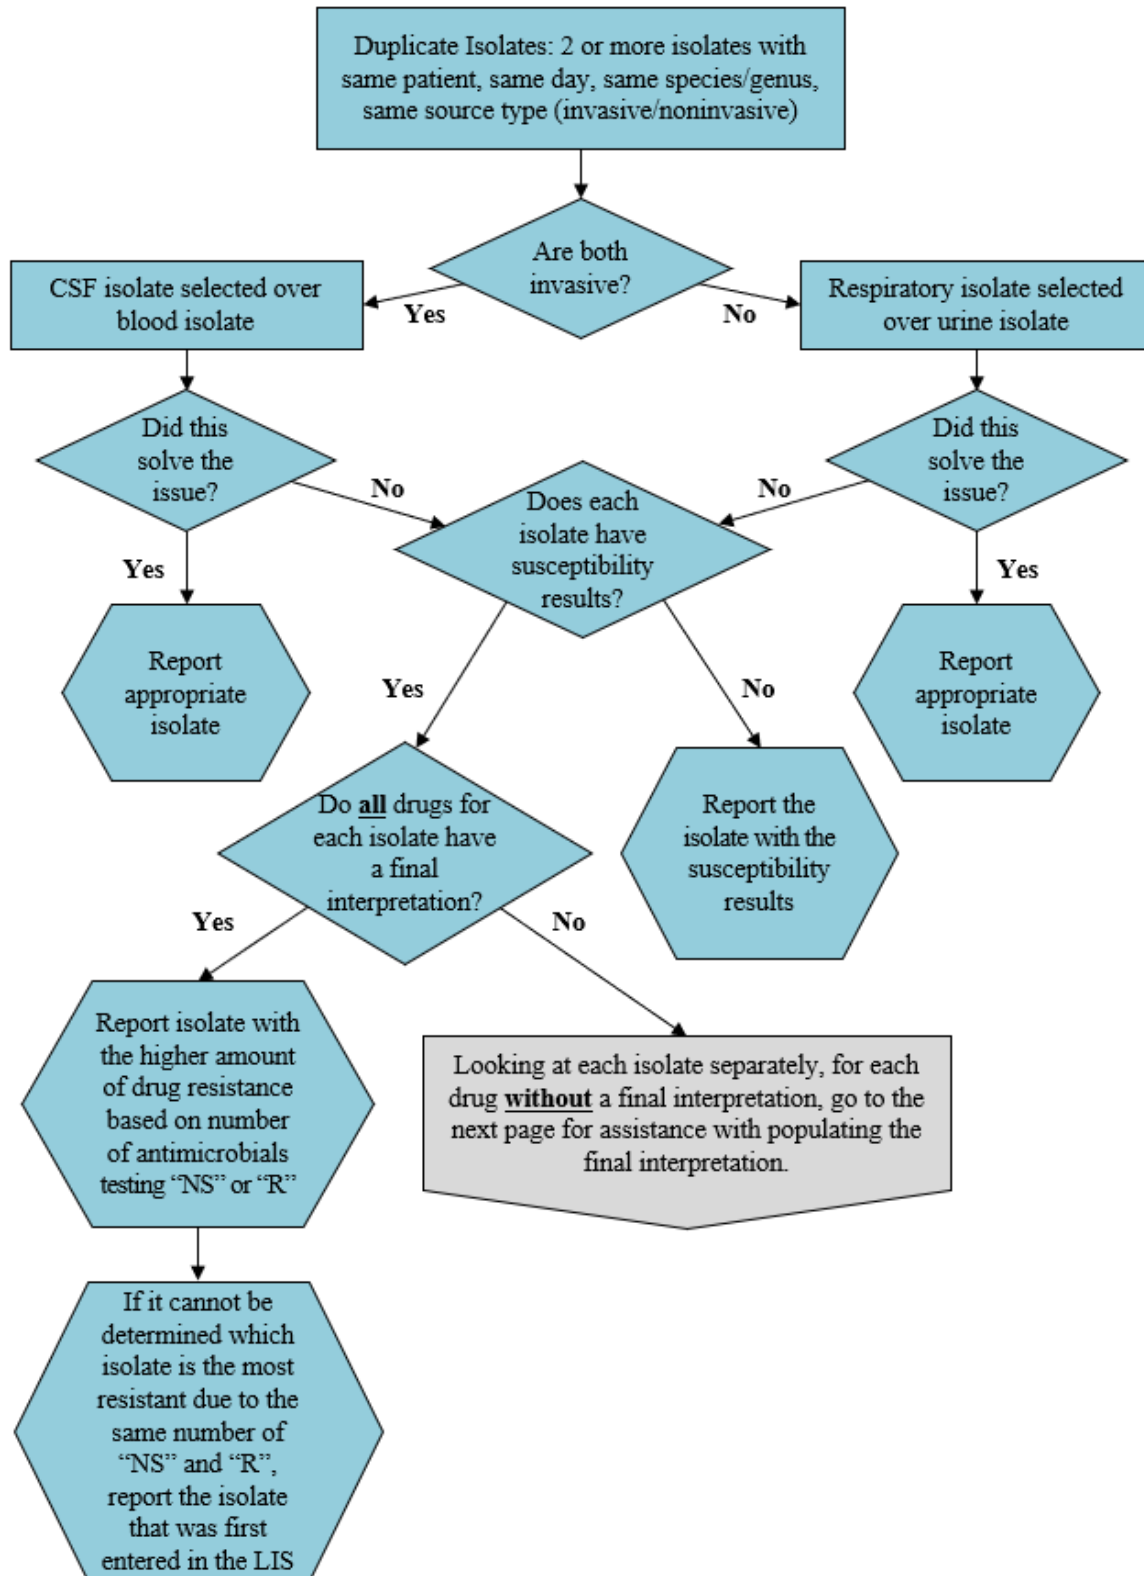 Duplicate Isolates: 2 or more isolates with
same patient, same day, same species/genus,
same source type (invasive/noninvasive)
Are both
invasive?
Yes
No
CSF isolate selected over
blood isolate
Respiratory isolate selected
over urine isolate
Did this
solve the
issue?
Did this
solve the
issue?
No
No
Does each
isolate have
susceptibility
results?
Yes
Yes
Report
appropriate
isolate
Report
appropriate
isolate
Yes
No
Do all drugs for
each isolate have
a final
interpretation?
Report the
isolate with the
susceptibility
results
Yes
No
Report isolate with
the higher amount
of drug resistance
based on number
of antimicrobials
testing “NS” or “R”
Looking at each isolate separately, for each
drug without a final interpretation, go to the
next page for assistance with populating the
final interpretation.
If it cannot be
determined which
isolate is the most
resistant due to the
same number of
“NS” and “R”,
report the isolate
that was first
entered in the LIS